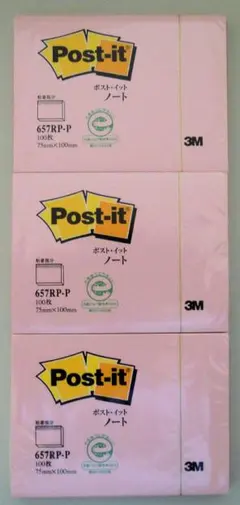 Post-it
ポスト・イット
ノート
657RP-P
100枚
75mm×100mm
3M
Post-it
ポスト・イット
ノート
657RP-P
100枚
75mm×100mm
3M
Post-it
ポスト・イット
ノート
657RP-P
100枚
75mm×100mm
3M